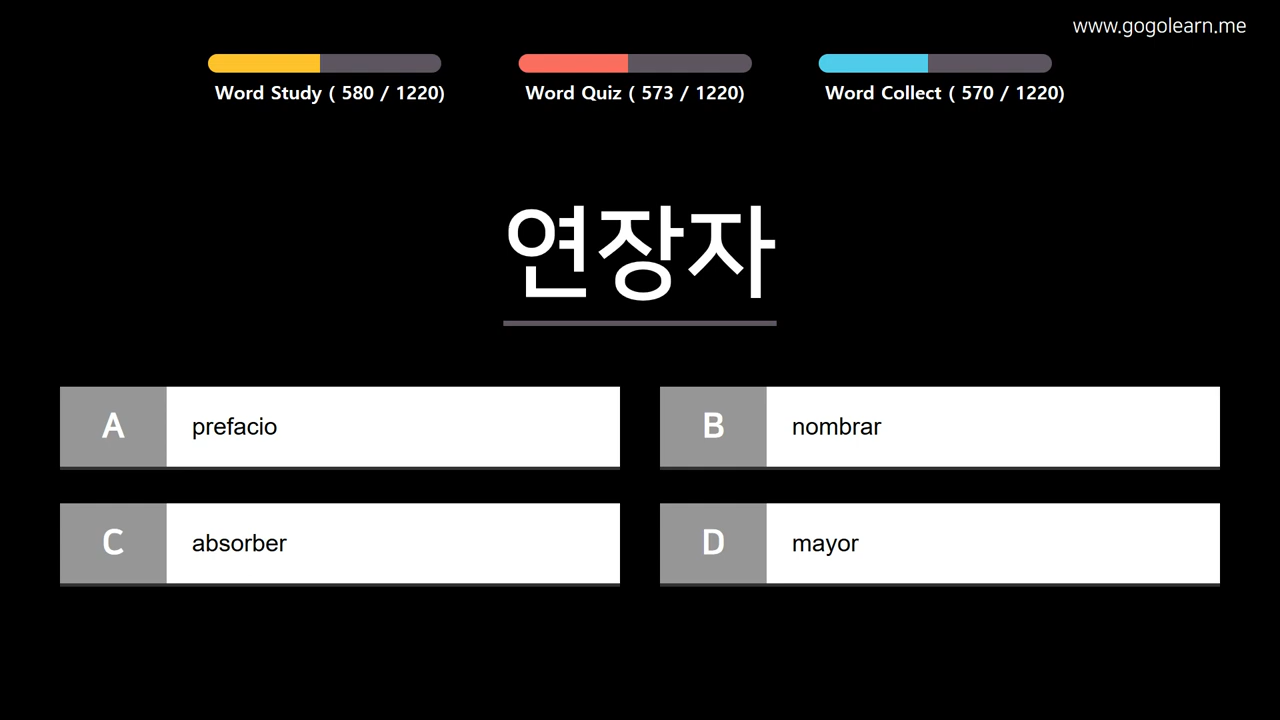 www.gogolearn.me
Word Study ( 580 / 1220)
Word Quiz ( 573 / 1220)
Word Collect ( 570 / 1220)
연장자
A prefacio
B nombrar
C absorber
D mayor